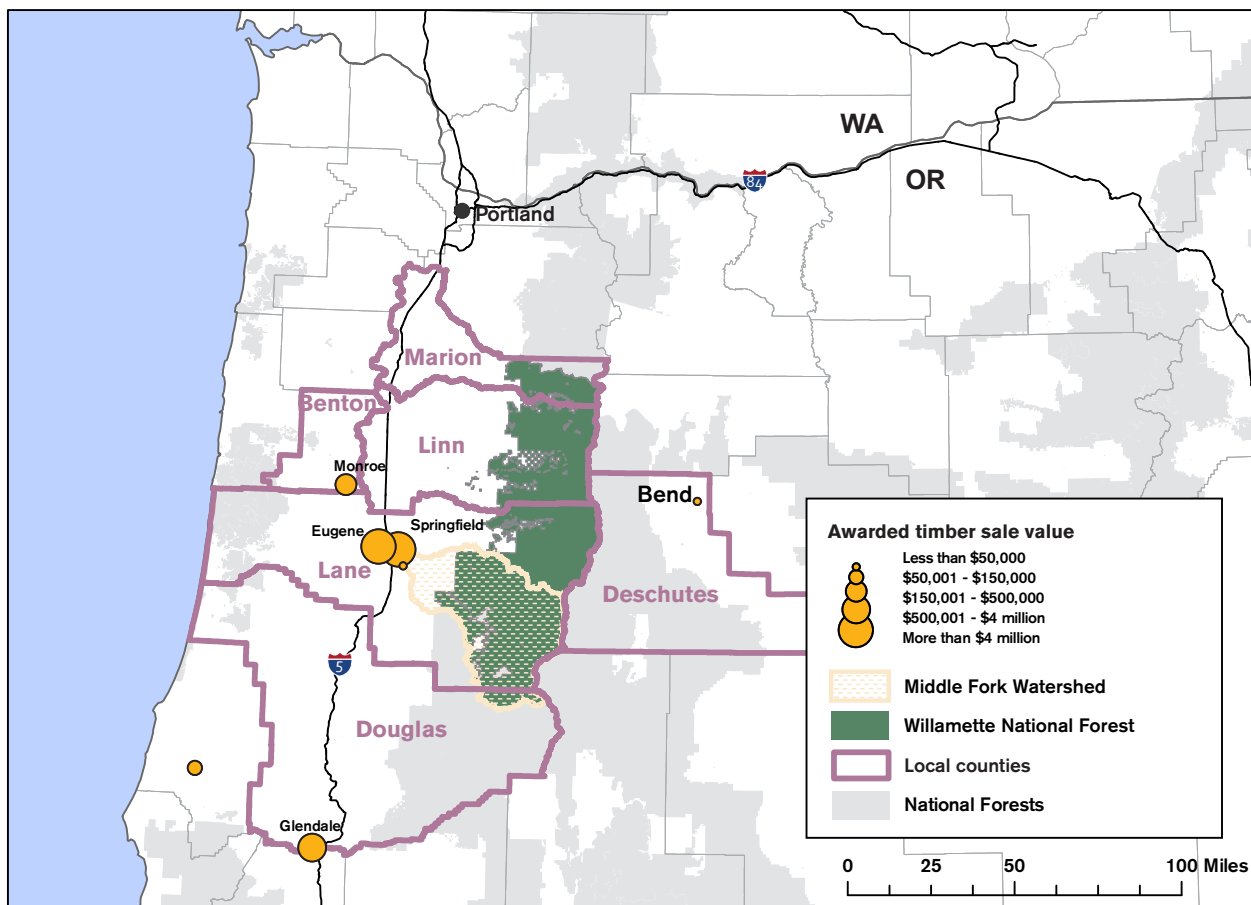 WA
84
OR
Portland
Marion
Benton
Linn
Monroe
Bend
Springfield
Eugene
Lane
Deschutes
5
Douglas
Glendale
Awarded timber sale value
Less than $50,000
$50,001 - $150,000
$150,001 - $500,000
$500,001 - $4 million
More than $4 million
Middle Fork Watershed
Willamette National Forest
Local counties
National Forests
0 25 50 100 Miles